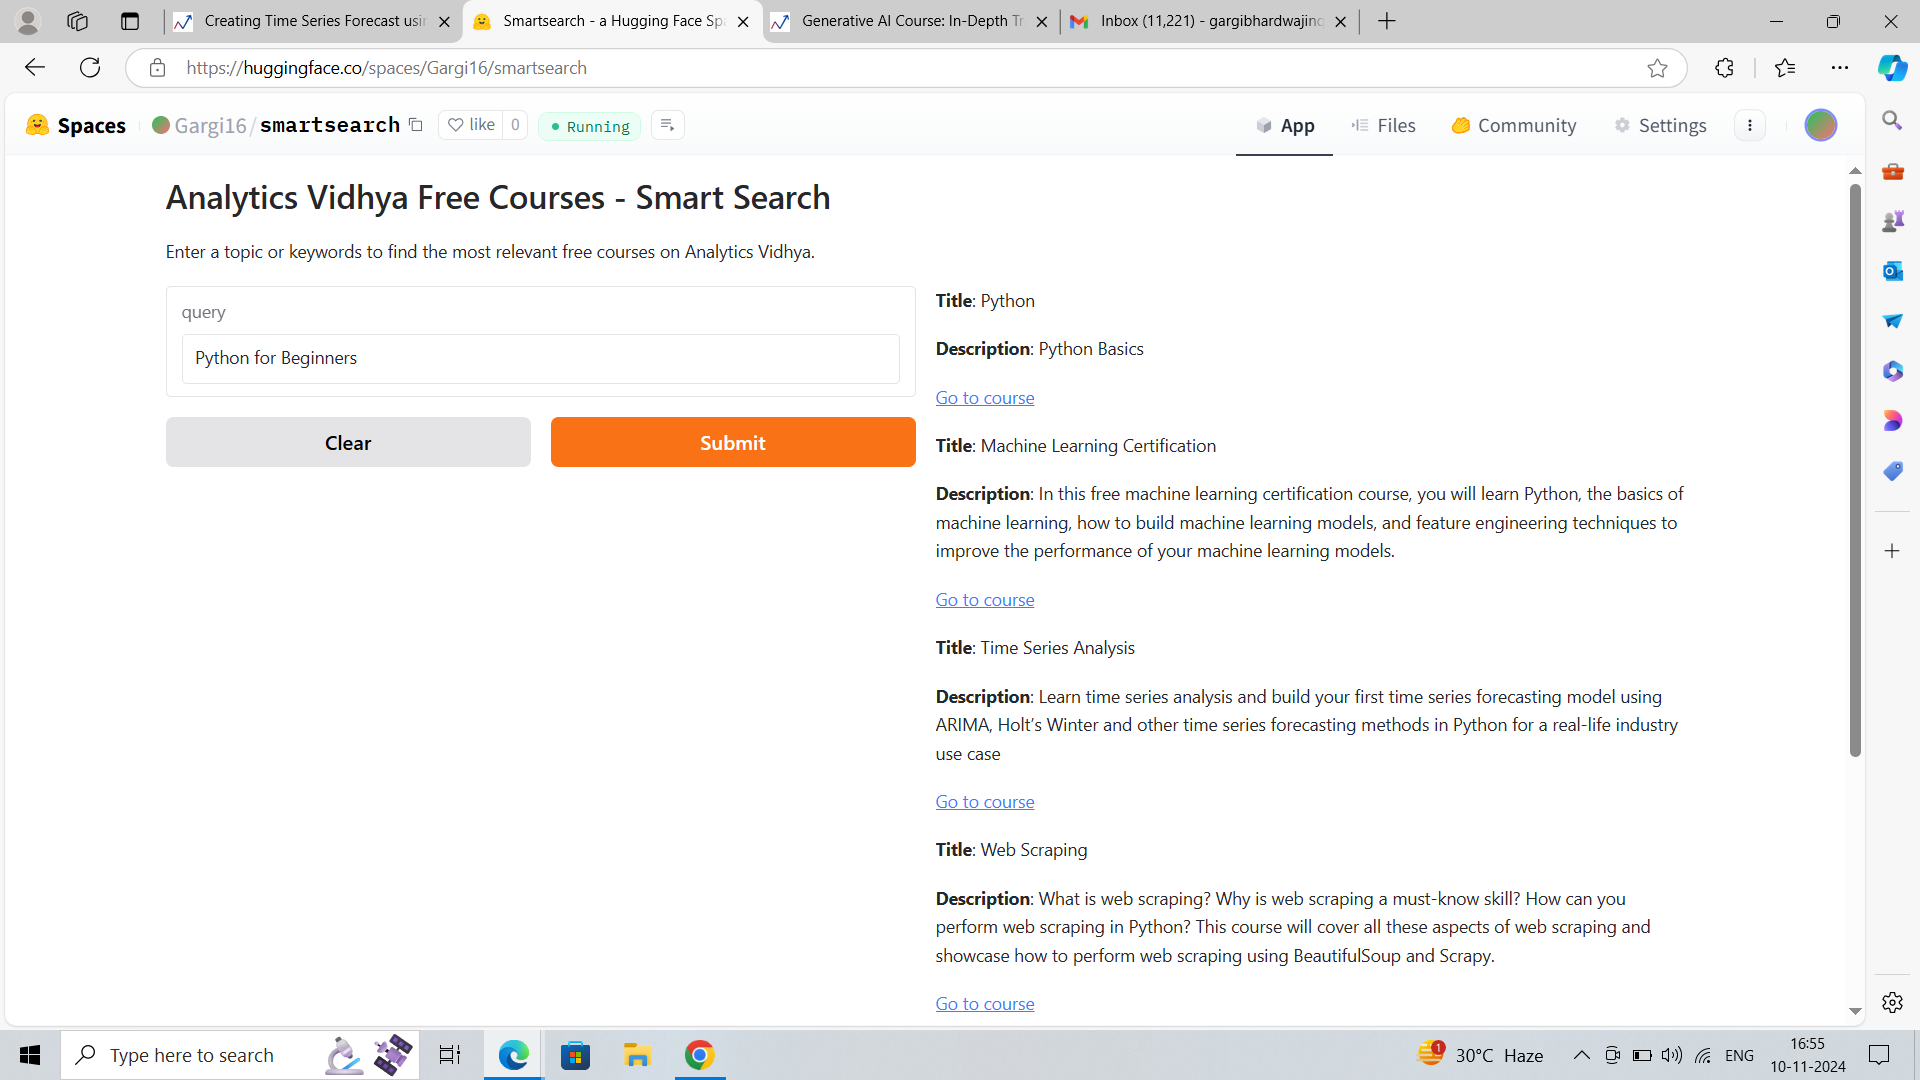 Creating Time Series Forecast usin
Smartsearch - a Hugging Face Spa
Generative AI Course: In-Depth Tr
Inbox (11,221) - gargibhardwajinc
https://huggingface.co/spaces/Gargi16/smartsearch
Spaces
Gargi16/smartsearch
like 0
Running
App
Files
Community
Settings
Analytics Vidhya Free Courses - Smart Search
Enter a topic or keywords to find the most relevant free courses on Analytics Vidhya.
query
Python for Beginners
Clear
Submit
Title: Python
Description: Python Basics
Go to course
Title: Machine Learning Certification
Description: In this free machine learning certification course, you will learn Python, the basics of
machine learning, how to build machine learning models, and feature engineering techniques to
improve the performance of your machine learning models.
Go to course
Title: Time Series Analysis
Description: Learn time series analysis and build your first time series forecasting model using
ARIMA, Holt’s Winter and other time series forecasting methods in Python for a real-life industry
use case
Go to course
Title: Web Scraping
Description: What is web scraping? Why is web scraping a must-know skill? How can you
perform web scraping in Python? This course will cover all these aspects of web scraping and
showcase how to perform web scraping using BeautifulSoup and Scrapy.
Go to course
Type here to search
1
30°C Haze
ENG
16:55
10-11-2024